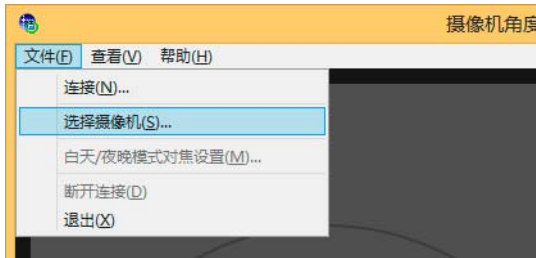 摄像机角度
文件(F) 查看(V) 帮助(H)
连接(N)...
选择摄像机(S)...
白天/夜晚模式对焦设置(M)...
断开连接(D)
退出(X)